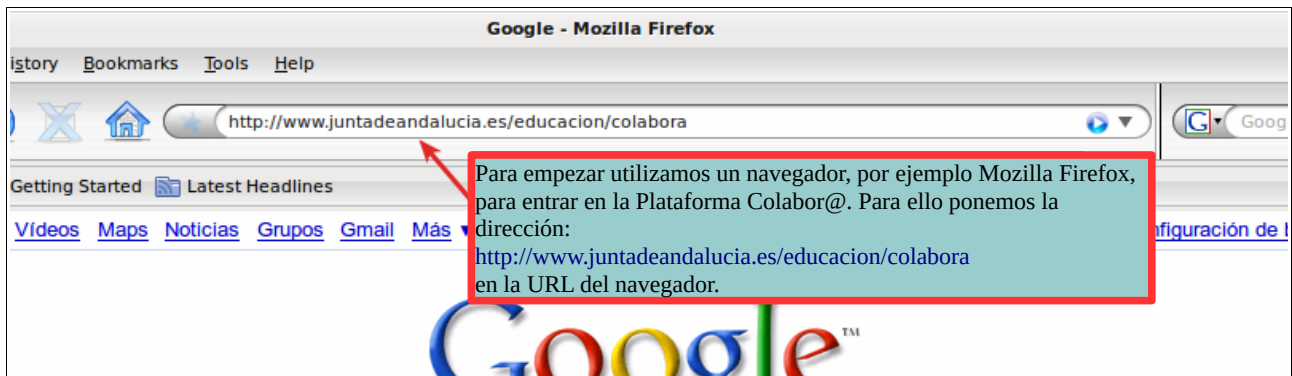 Google - Mozilla Firefox
istory Bookmarks Tools Help
http://www.juntadeandalucia.es/educacion/colabora
G Goog
Getting Started Latest Headlines
Para empezar utilizamos un navegador, por ejemplo Mozilla Firefox,
para entrar en la Plataforma Colabor@. Para ello ponemos la
dirección:
http://www.juntadeandalucia.es/educacion/colabora
en la URL del navegador.
Vídeos Maps Noticias Grupos Gmail Más ▼ nfiguración de
Google™